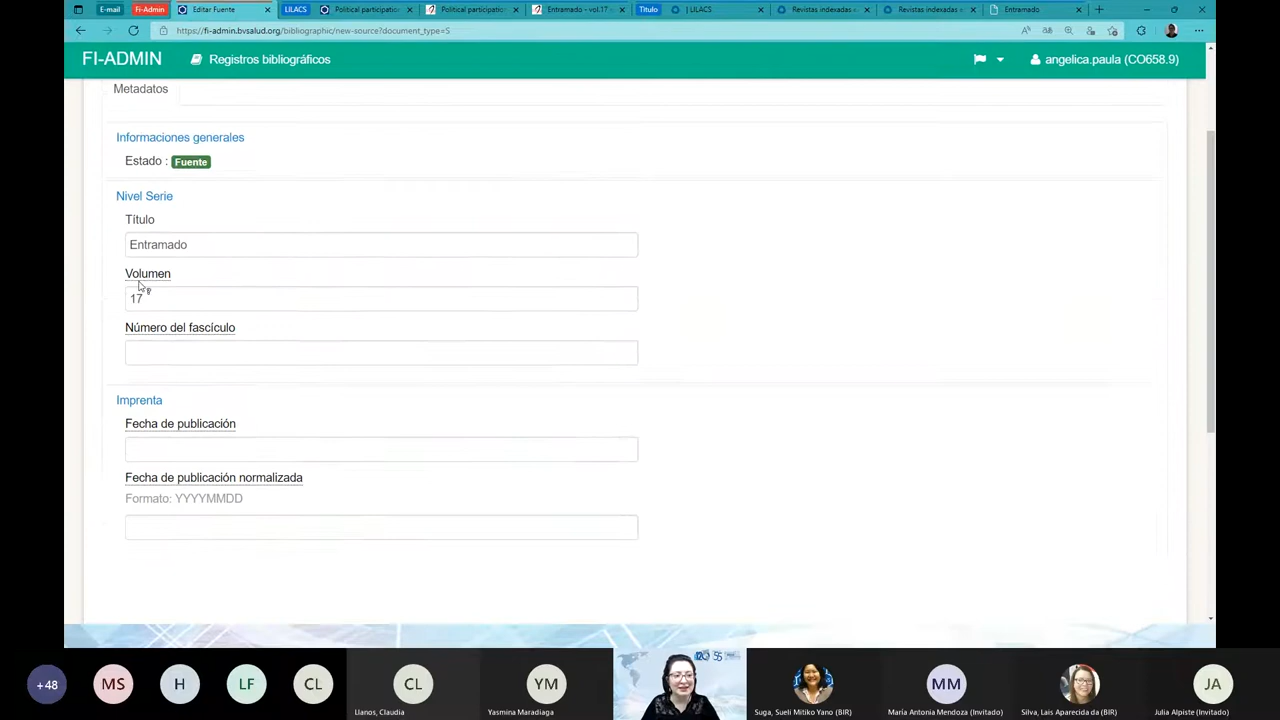 E-mail
Fi-Admin
Editar Fuente
LILACS
Political participation
Political participation
Entramado - vol.17
Título
| LILACS
Revistas indexadas e
Revistas indexadas e
Entramado
https://fi-admin.bvsalud.org/bibliographic/new-source?document_type=S
FI-ADMIN
Registros bibliográficos
angelica.paula (CO658.9)
Metadatos
Informaciones generales
Estado : Fuente
Nivel Serie
Título
Entramado
Volumen
17
Número del fascículo
Imprenta
Fecha de publicación
Fecha de publicación normalizada
Formato: YYYYMMDD
+48
MS
H
LF
CL
CL
YM
MM
JA
Llanos, Claudia
Yasmina Maradiaga
Suga, Sueli Mitiko Yano (BIR)
María Antonia Mendoza (Invitado)
Silva, Lais Aparecida da (BIR)
Julia Alpiste (Invitado)